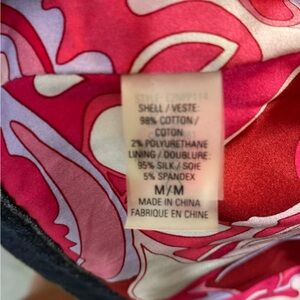 SHELL / VESTE:
98% COTTON /
COTON
2% POLYURETHANE
LINING / DOUBLURE:
95% SILK / SOIE
5% SPANDEX
M/M
MADE IN CHINA
FABRIQUE EN CHINE